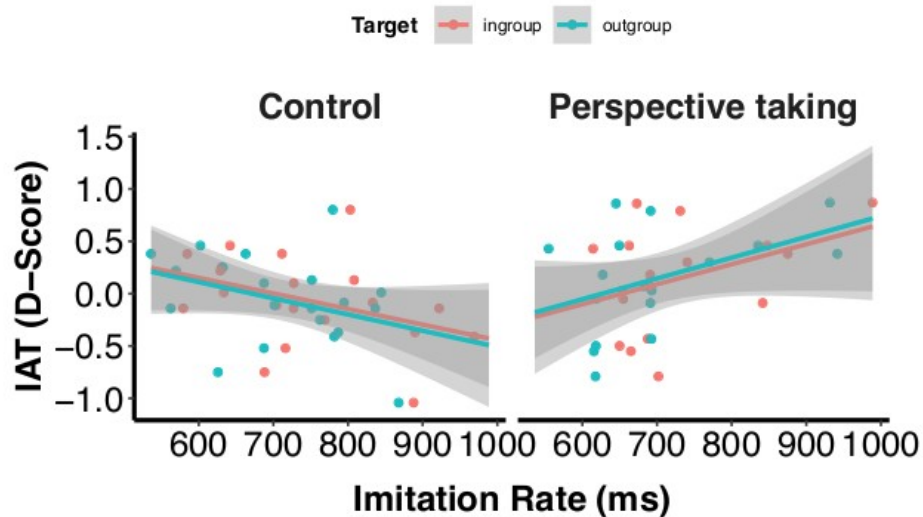 Target ingroup outgroup
Control Perspective taking
IAT (D−Score)
1.5
1.0
0.5
0.0
−0.5
−1.0
600 700 800 900 1000 600 700 800 900 1000
Imitation Rate (ms)